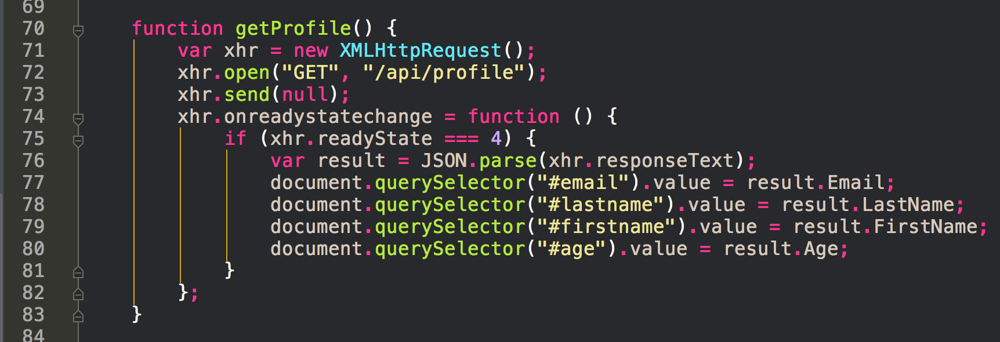 69
70 function getProfile() {
71 var xhr = new XMLHttpRequest();
72 xhr.open("GET", "/api/profile");
73 xhr.send(null);
74 xhr.onreadystatechange = function () {
75 if (xhr.readyState === 4) {
76 var result = JSON.parse(xhr.responseText);
77 document.querySelector("#email").value = result.Email;
78 document.querySelector("#lastname").value = result.LastName;
79 document.querySelector("#firstname").value = result.FirstName;
80 document.querySelector("#age").value = result.Age;
81 }
82 };
83 }
84